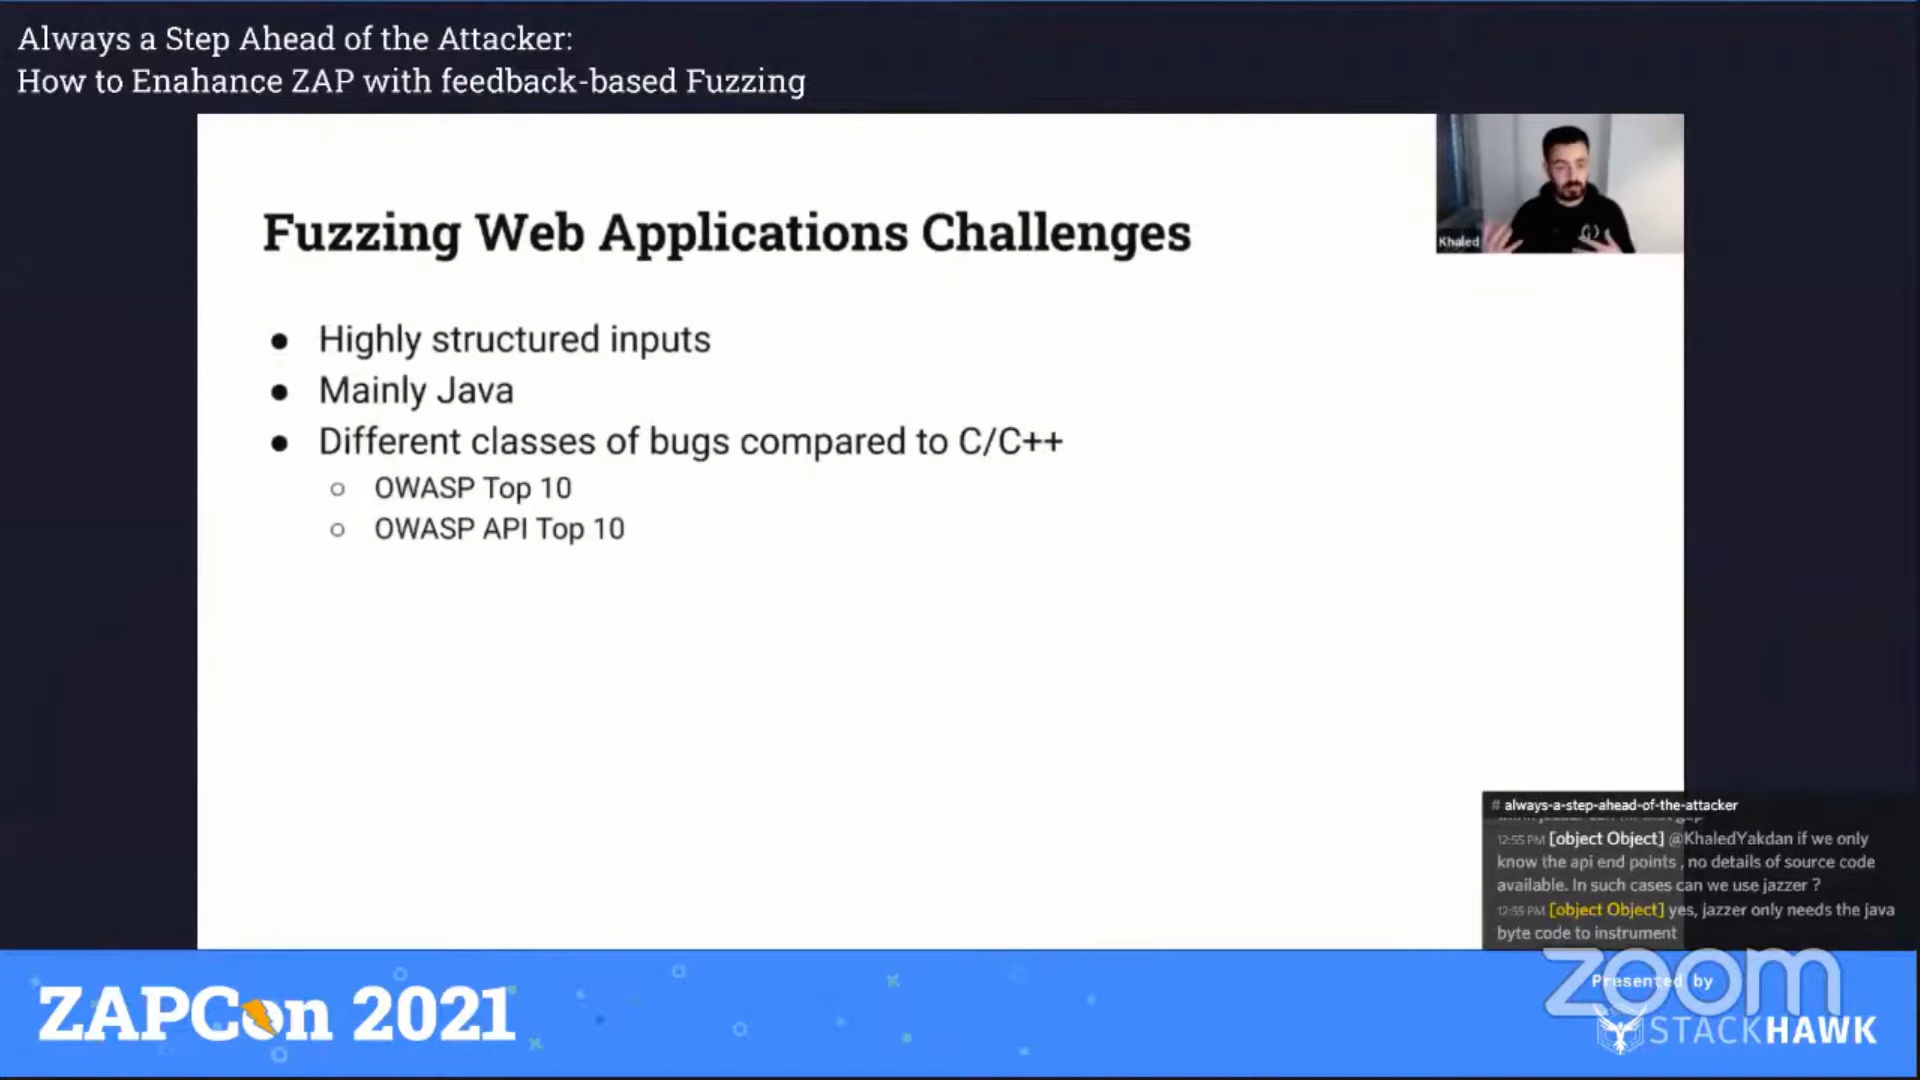 Always a Step Ahead of the Attacker:
How to Enahance ZAP with feedback-based Fuzzing
Khaled
Fuzzing Web Applications Challenges
● Highly structured inputs
● Mainly Java
● Different classes of bugs compared to C/C++
○ OWASP Top 10
○ OWASP API Top 10
# always-a-step-ahead-of-the-attacker
12:55 PM [object Object] @KhaledYakdan if we only
know the api end points , no details of source code
available. In such cases can we use jazzer ?
12:55 PM [object Object] yes, jazzer only needs the java
byte code to instrument
ZAPCon 2021
zoom
Presented by
STACKHAWK